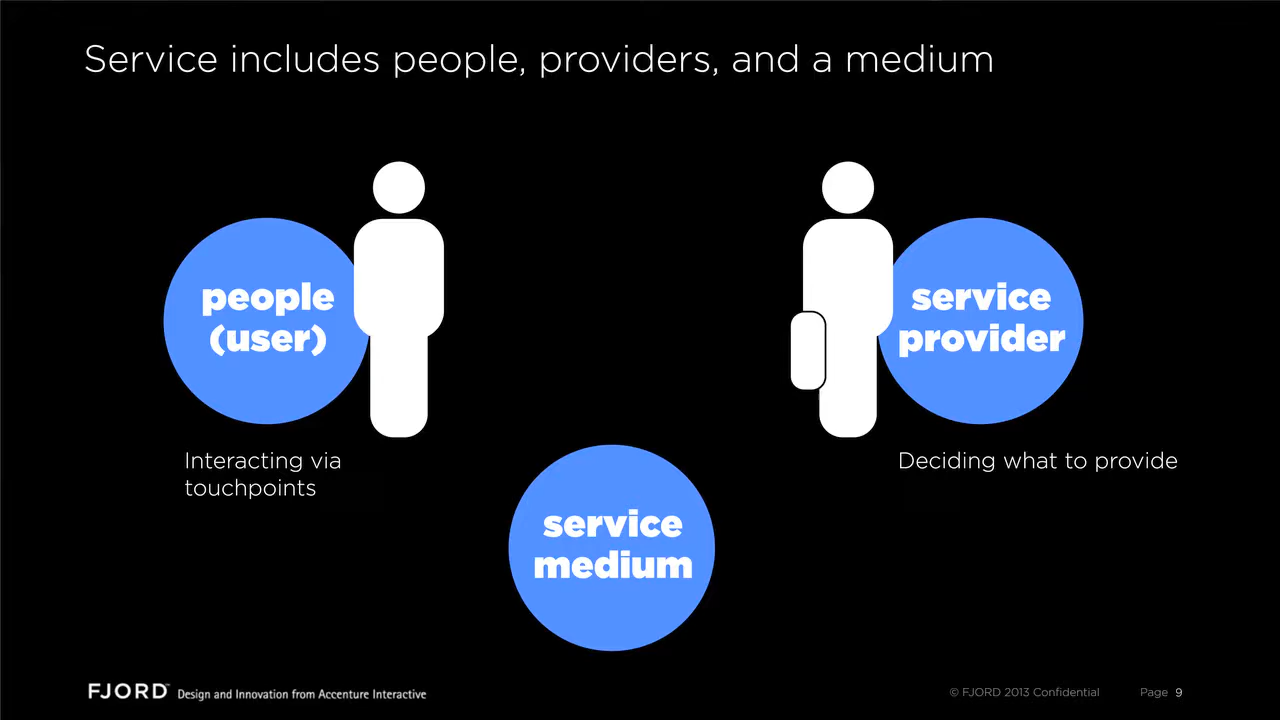 Service includes people, providers, and a medium
people
(user)
service
provider
Interacting via
touchpoints
Deciding what to provide
service
medium
FJORD™ Design and Innovation from Accenture Interactive
© FJORD 2013 Confidential
Page 9